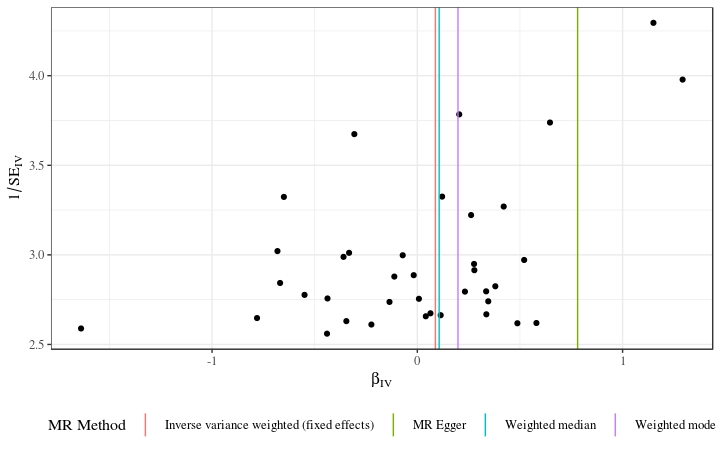 4.0
3.5
3.0
2.5
1/SE_IV
-1 0 1
β_IV
MR Method Inverse variance weighted (fixed effects) MR Egger Weighted median Weighted mode